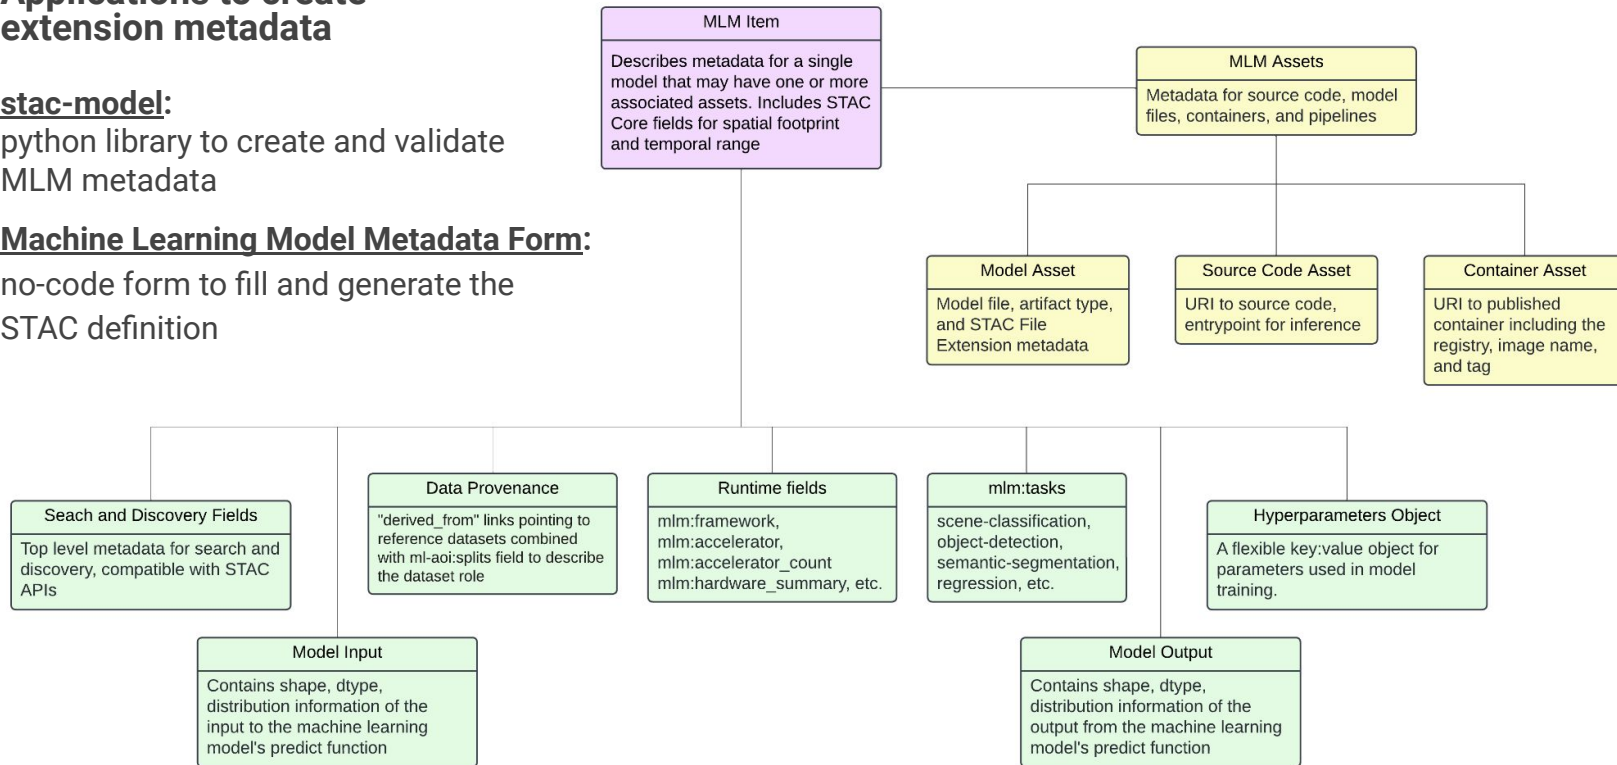 Applications to create
extension metadata
stac-model:
python library to create and validate
MLM metadata
Machine Learning Model Metadata Form:
no-code form to fill and generate the
STAC definition
MLM Item
Describes metadata for a single
model that may have one or more
associated assets. Includes STAC
Core fields for spatial footprint
and temporal range
MLM Assets
Metadata for source code, model
files, containers, and pipelines
Model Asset
Model file, artifact type,
and STAC File
Extension metadata
Source Code Asset
URI to source code,
entrypoint for inference
Container Asset
URI to published
container including the
registry, image name,
and tag
Seach and Discovery Fields
Top level metadata for search and
discovery, compatible with STAC
APIs
Data Provenance
"derived_from" links pointing to
reference datasets combined
with ml-aoi:splits field to describe
the dataset role
Runtime fields
mlm:framework,
mlm:accelerator,
mlm:accelerator_count
mlm:hardware_summary, etc.
mlm:tasks
scene-classification,
object-detection,
semantic-segmentation,
regression, etc.
Hyperparameters Object
A flexible key:value object for
parameters used in model
training.
Model Input
Contains shape, dtype,
distribution information of the
input to the machine learning
model's predict function
Model Output
Contains shape, dtype,
distribution information of the
output from the machine learning
model's predict function